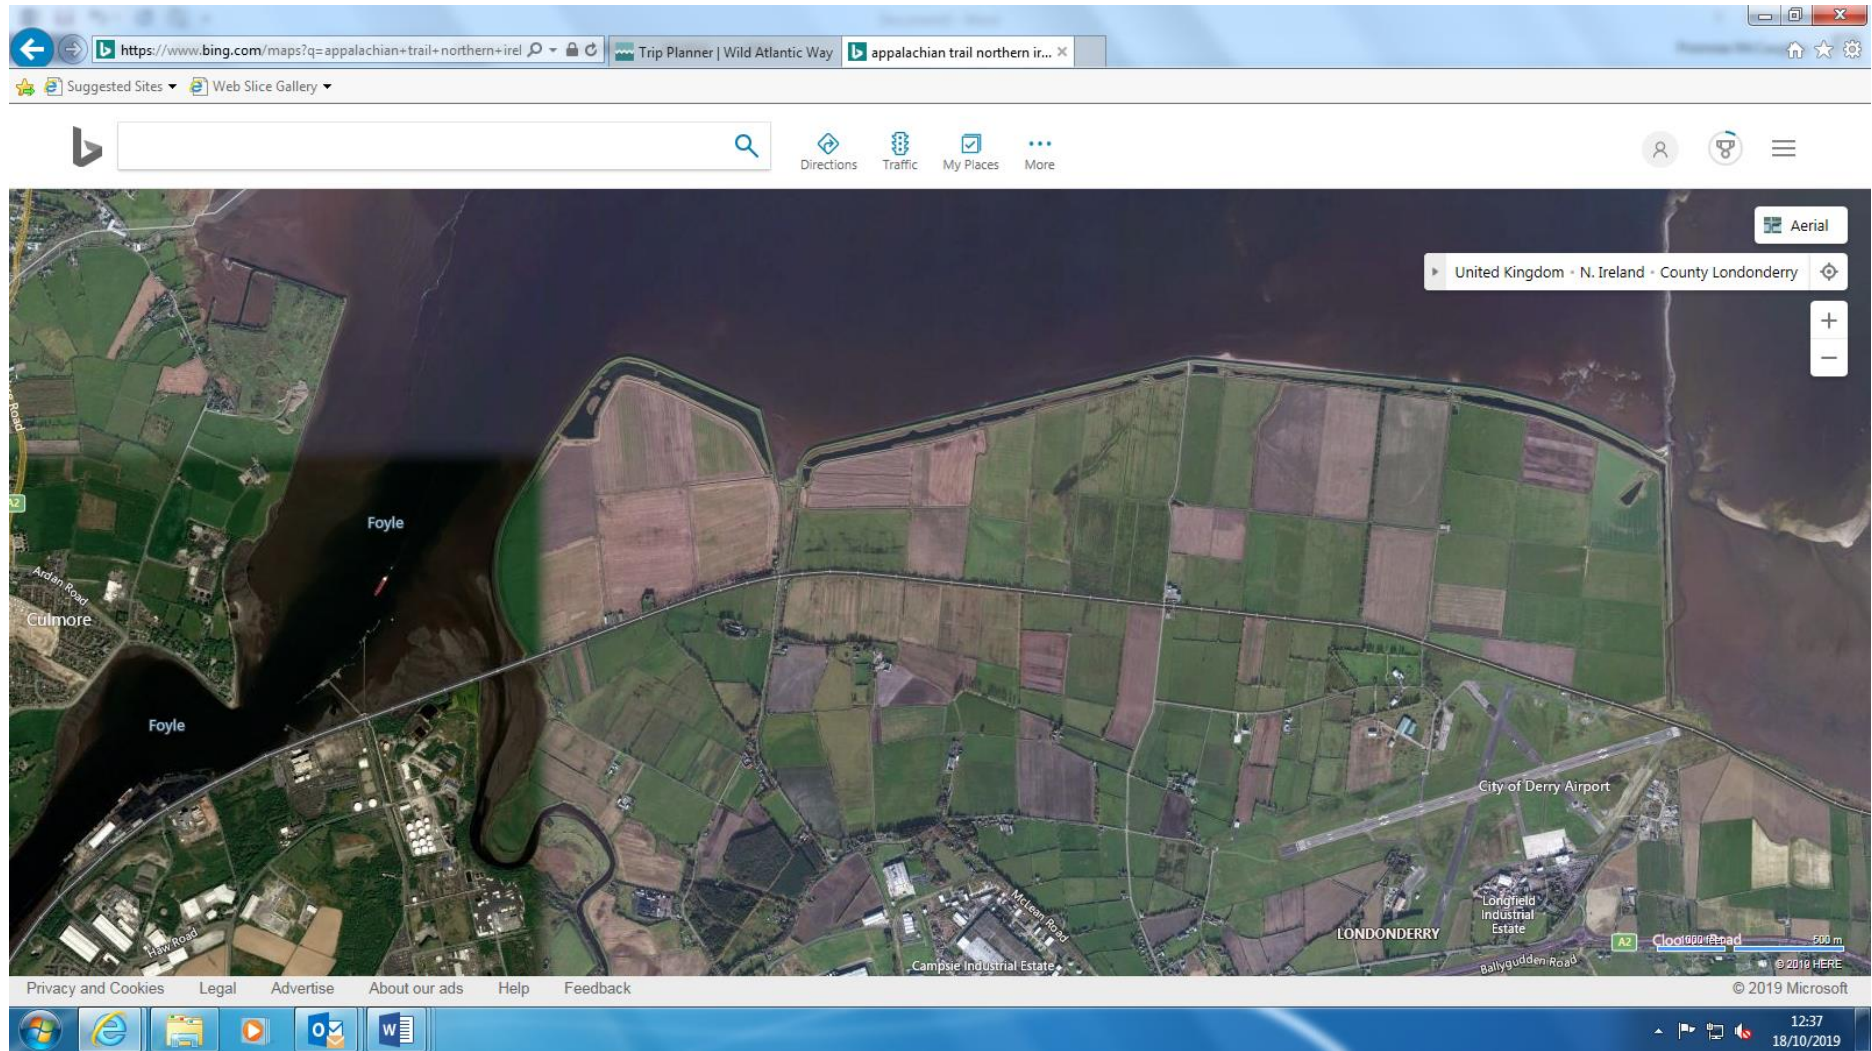 https://www.bing.com/maps?q=appalachian+trail+northern+irel
Trip Planner | Wild Atlantic Way
appalachian trail northern ir...
Suggested Sites
Web Slice Gallery
Directions
Traffic
My Places
More
Aerial
United Kingdom · N. Ireland · County Londonderry
A2
Foyle
Ardan Road
Culmore
Foyle
City of Derry Airport
Haw Road
McLean Road
Longfield
Industrial
Estate
LONDONDERRY
A2
1000 feet
500 m
Campsie Industrial Estate
Ballygudden Road
© 2019 HERE
Privacy and Cookies
Legal
Advertise
About our ads
Help
Feedback
© 2019 Microsoft
12:37
18/10/2019